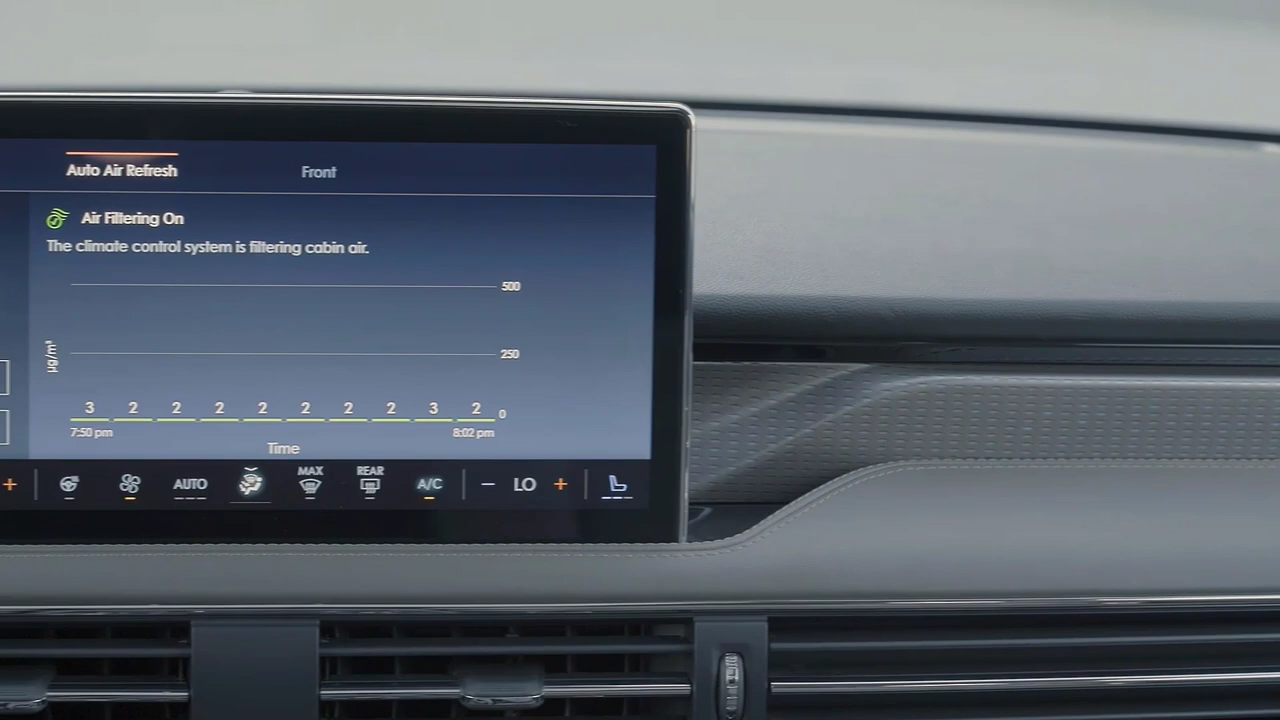 Auto Air Refresh Front
Air Filtering On
The climate control system is filtering cabin air.
500
µg/m³
250
3 2 2 2 2 2 2 2 3 2
0
7:50 pm 8:02 pm
Time
+ AUTO MAX REAR A/C − LO +